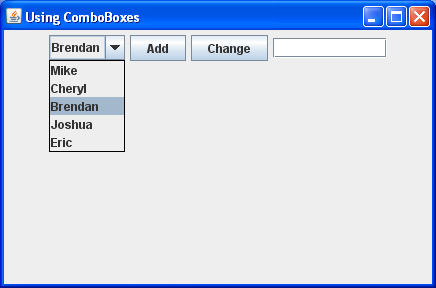 Using ComboBoxes
Brendan Add Change
Mike
Cheryl
Brendan
Joshua
Eric